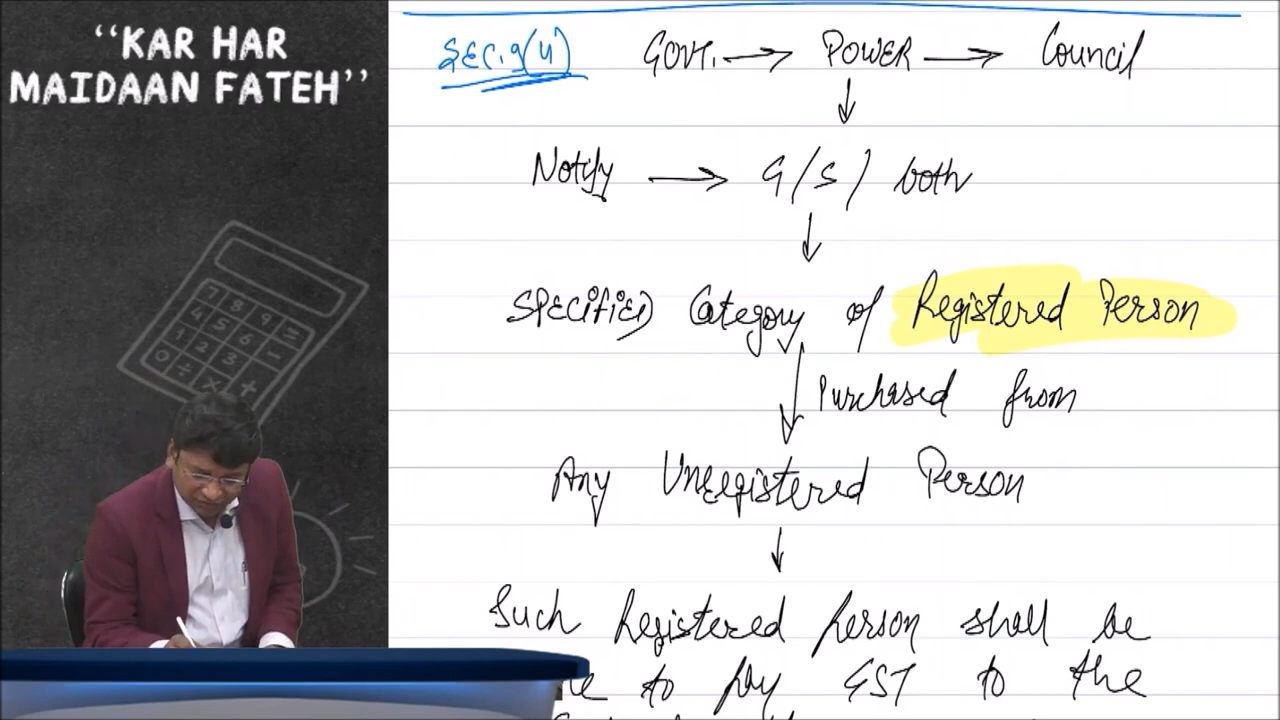 “KAR HAR
MAIDAAN FATEH”
SEC.9(4) GOVT. → POWER → Council
↓
Notify → G/S/ both
↓
SPECIFIED Category of Registered Person
↓ Purchased from
Any Unregistered Person
↓
Such Registered person shall be
to pay GST to the